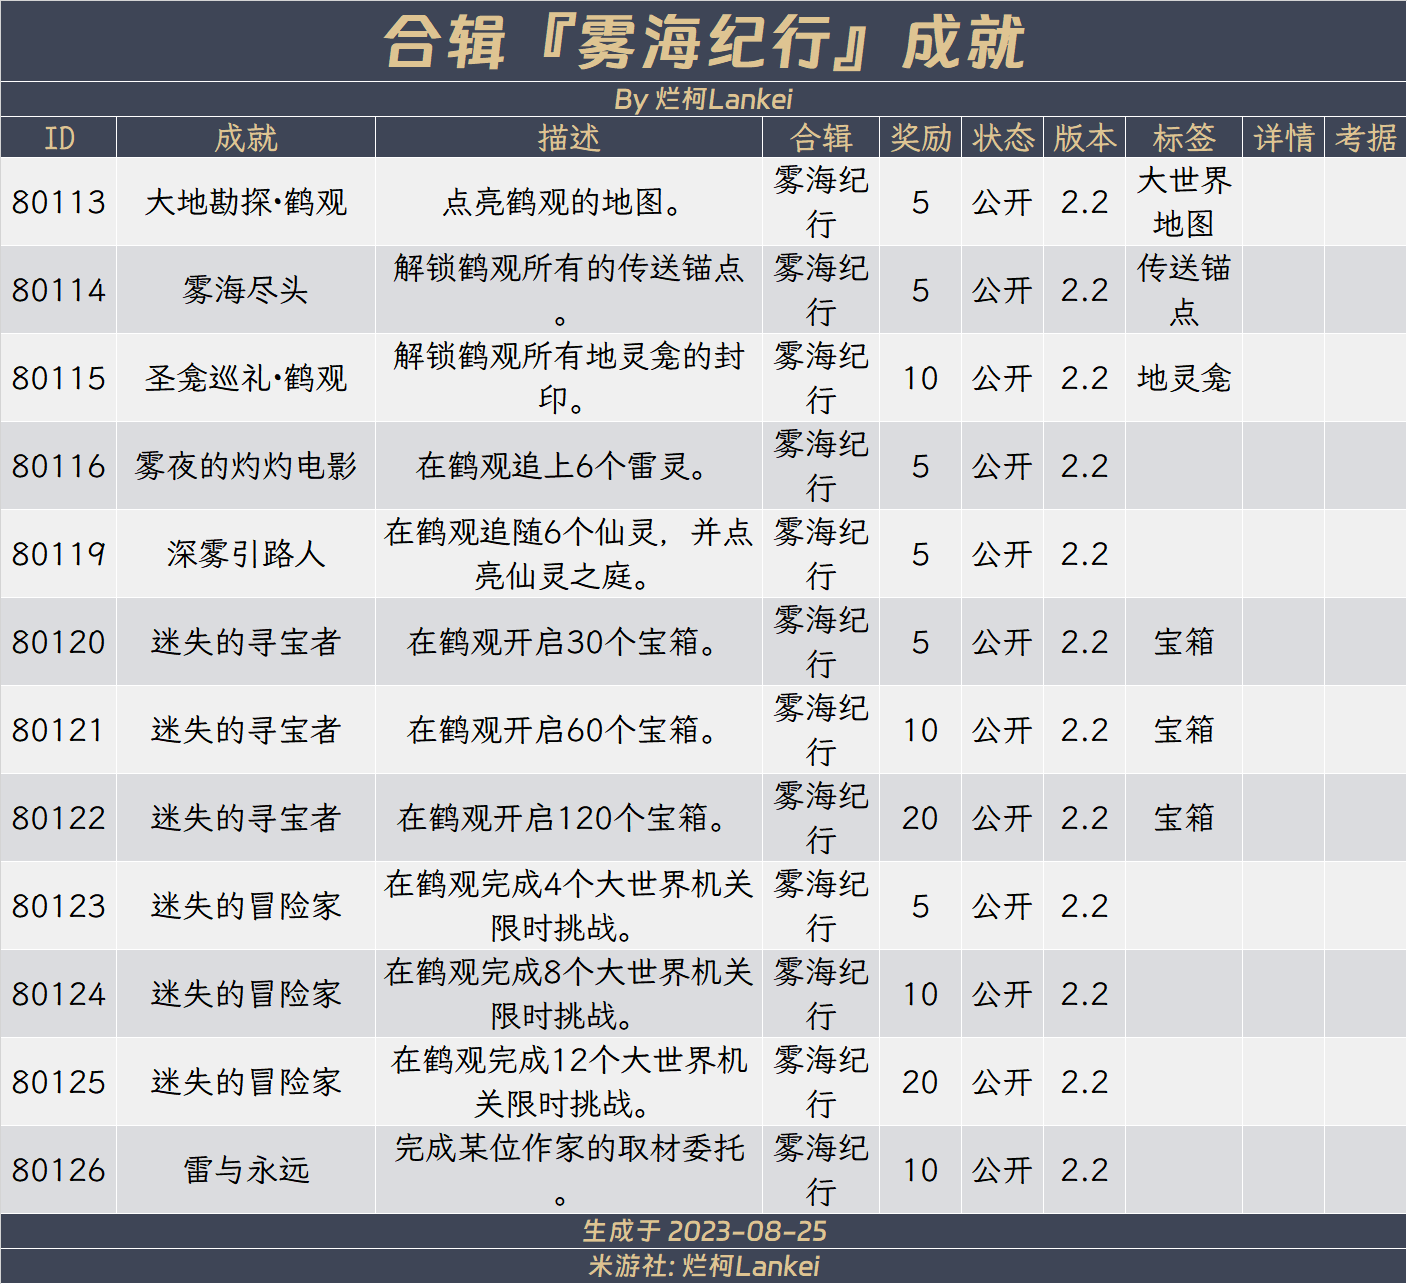 合辑『雾海纪行』成就
By 烂柯Lankei
ID 成就 描述 合辑 奖励 状态 版本 标签 详情 考据
80113 大地勘探·鹤观 点亮鹤观的地图。 雾海纪行 5 公开 2.2 大世界地图
80114 雾海尽头 解锁鹤观所有的传送锚点。 雾海纪行 5 公开 2.2 传送锚点
80115 圣龛巡礼·鹤观 解锁鹤观所有地灵龛的封印。 雾海纪行 10 公开 2.2 地灵龛
80116 雾夜的灼灼电影 在鹤观追上6个雷灵。 雾海纪行 5 公开 2.2
80119 深雾引路人 在鹤观追随6个仙灵，并点亮仙灵之庭。 雾海纪行 5 公开 2.2
80120 迷失的寻宝者 在鹤观开启30个宝箱。 雾海纪行 5 公开 2.2 宝箱
80121 迷失的寻宝者 在鹤观开启60个宝箱。 雾海纪行 10 公开 2.2 宝箱
80122 迷失的寻宝者 在鹤观开启120个宝箱。 雾海纪行 20 公开 2.2 宝箱
80123 迷失的冒险家 在鹤观完成4个大世界机关限时挑战。 雾海纪行 5 公开 2.2
80124 迷失的冒险家 在鹤观完成8个大世界机关限时挑战。 雾海纪行 10 公开 2.2
80125 迷失的冒险家 在鹤观完成12个大世界机关限时挑战。 雾海纪行 20 公开 2.2
80126 雷与永远 完成某位作家的取材委托。 雾海纪行 10 公开 2.2
生成于 2023-08-25
米游社: 烂柯Lankei